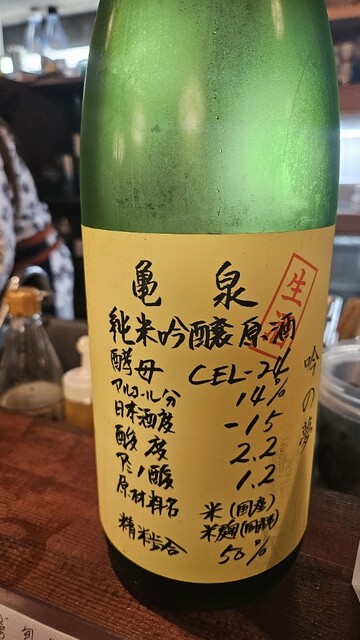 亀泉
生酒
純米吟醸原酒
吟の夢
酵母 CEL-24
アルコール分 14%
日本酒度 -15
酸度 2.2
アミノ酸 1.2
原材料名 米(国産)
米麹(国産米)
精米歩合 50%